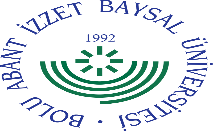 BOLU ABANT İZZET BAYSAL ÜNİVERSİTESİ •
1992